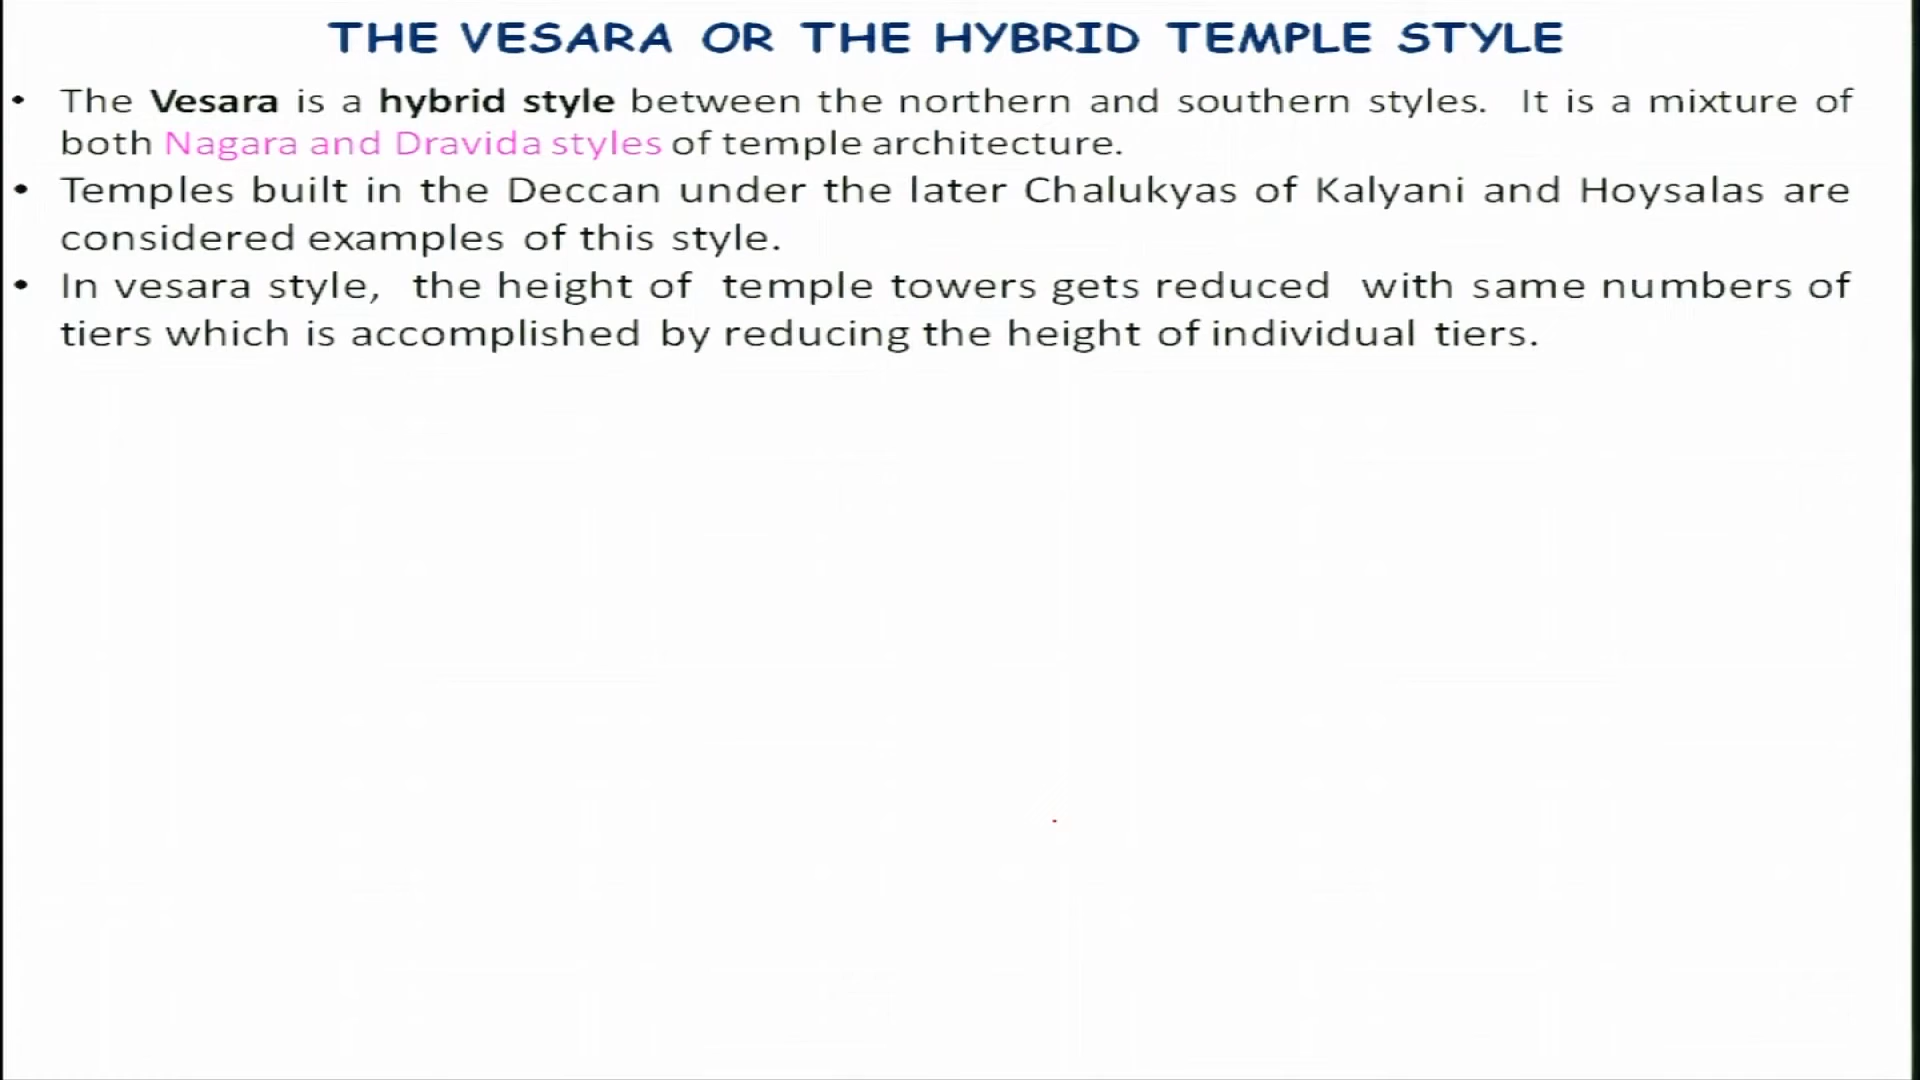 THE VESARA OR THE HYBRID TEMPLE STYLE
• The Vesara is a hybrid style between the northern and southern styles. It is a mixture of
both Nagara and Dravida styles of temple architecture.
• Temples built in the Deccan under the later Chalukyas of Kalyani and Hoysalas are
considered examples of this style.
• In vesara style, the height of temple towers gets reduced with same numbers of
tiers which is accomplished by reducing the height of individual tiers.